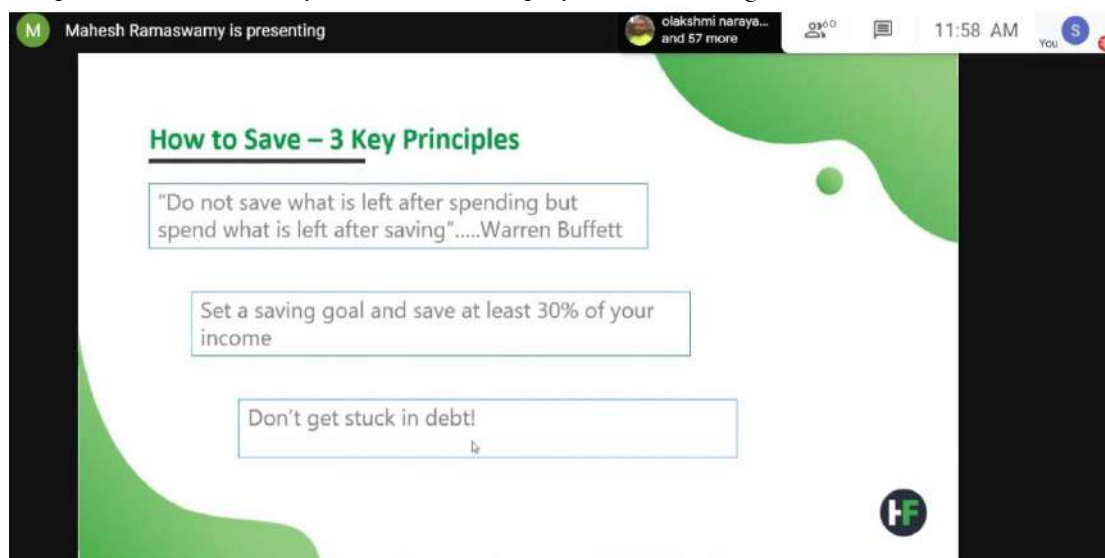 M Mahesh Ramaswamy is presenting
olakshmi naraya...
and 57 more
60
11:58 AM
You S
How to Save – 3 Key Principles
"Do not save what is left after spending but
spend what is left after saving".....Warren Buffett
Set a saving goal and save at least 30% of your
income
Don't get stuck in debt!
HF